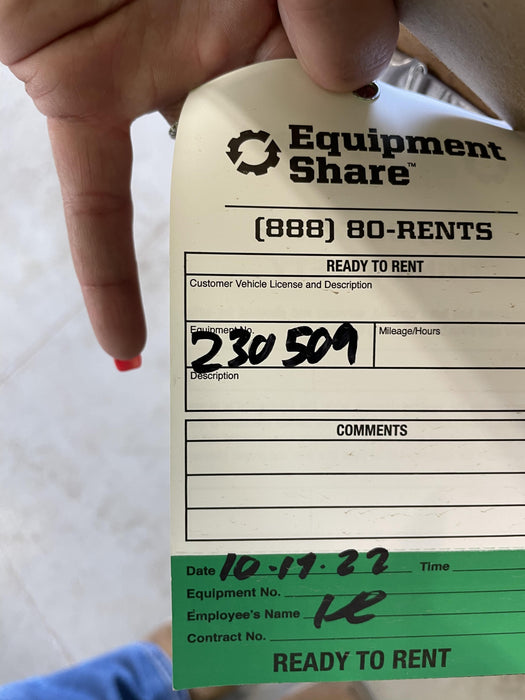 Equipment
Share™
(888) 80-RENTS
READY TO RENT
Customer Vehicle License and Description
Equipment No. Mileage/Hours
230509
Description
COMMENTS
Date 10.19.22 Time
Equipment No.
Employee's Name
Contract No.
READY TO RENT